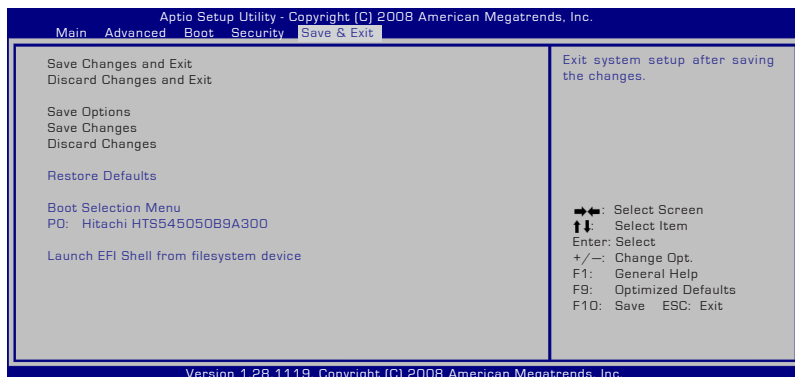 Aptio Setup Utility - Copyright (C) 2008 American Megatrends, Inc.
Main Advanced Boot Security Save & Exit
Save Changes and Exit
Discard Changes and Exit
Save Options
Save Changes
Discard Changes
Restore Defaults
Boot Selection Menu
P0: Hitachi HTS545050B9A300
Launch EFI Shell from filesystem device
Exit system setup after saving
the changes.
→←: Select Screen
↑↓: Select Item
Enter: Select
+/–: Change Opt.
F1: General Help
F9: Optimized Defaults
F10: Save ESC: Exit
Version 1.28.1119. Copyright (C) 2008 American Megatrends, Inc.